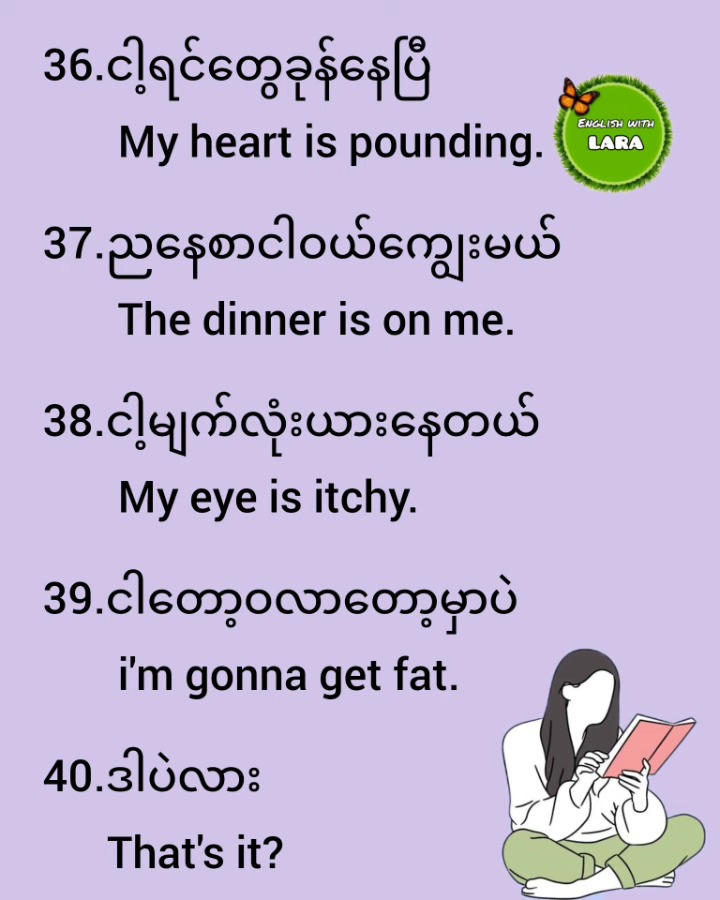 36.ငါ့ရင်တွေခုန်နေပြီ
My heart is pounding.
ENGLISH WITH
LARA
37.ညနေစာငါဝယ်ကျွေးမယ်
The dinner is on me.
38.ငါ့မျက်လုံးယားနေတယ်
My eye is itchy.
39.ငါတော့ဝလာတော့မှာပဲ
i'm gonna get fat.
40.ဒါပဲလား
That's it?